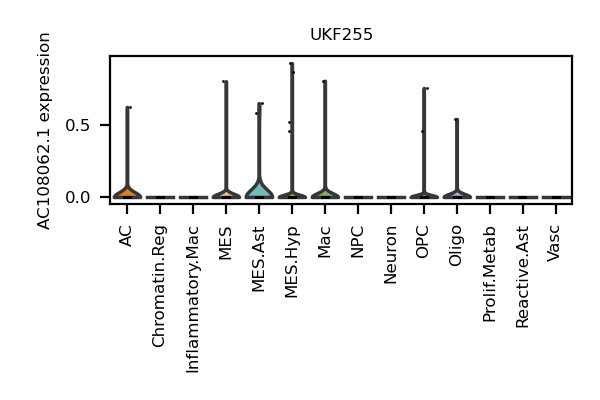 UKF255
AC108062.1 expression
0.5
0.0
AC
Chromatin.Reg
Inflammatory.Mac
MES
MES.Ast
MES.Hyp
Mac
NPC
Neuron
OPC
Oligo
Prolif.Metab
Reactive.Ast
Vasc